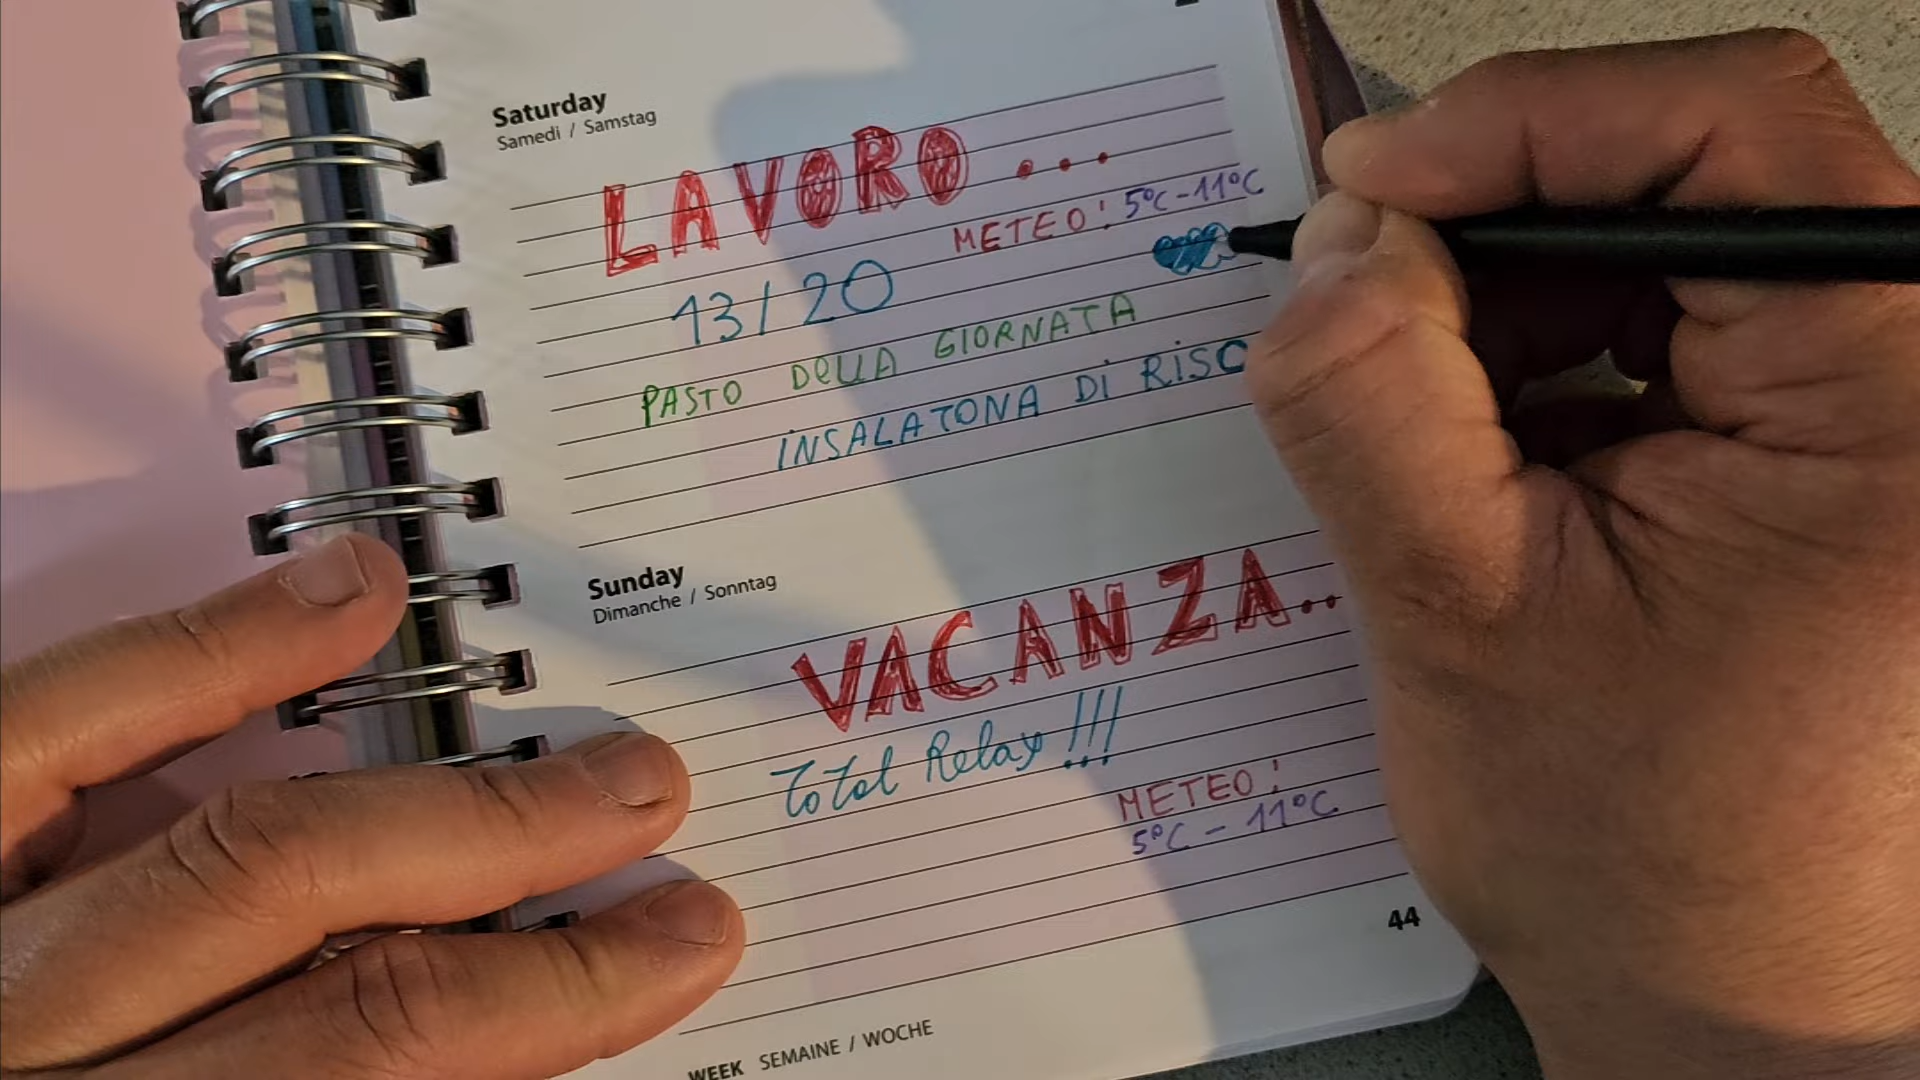 Saturday
Samedi / Samstag
LAVORO ...
METEO: 5°C-11°C
13/20
PASTO DELLA GIORNATA
INSALATONA DI RISO
Sunday
Dimanche / Sonntag
VACANZA..
Total Relax!!!
METEO:
5°C - 11°C
44
WEEK SEMAINE / WOCHE